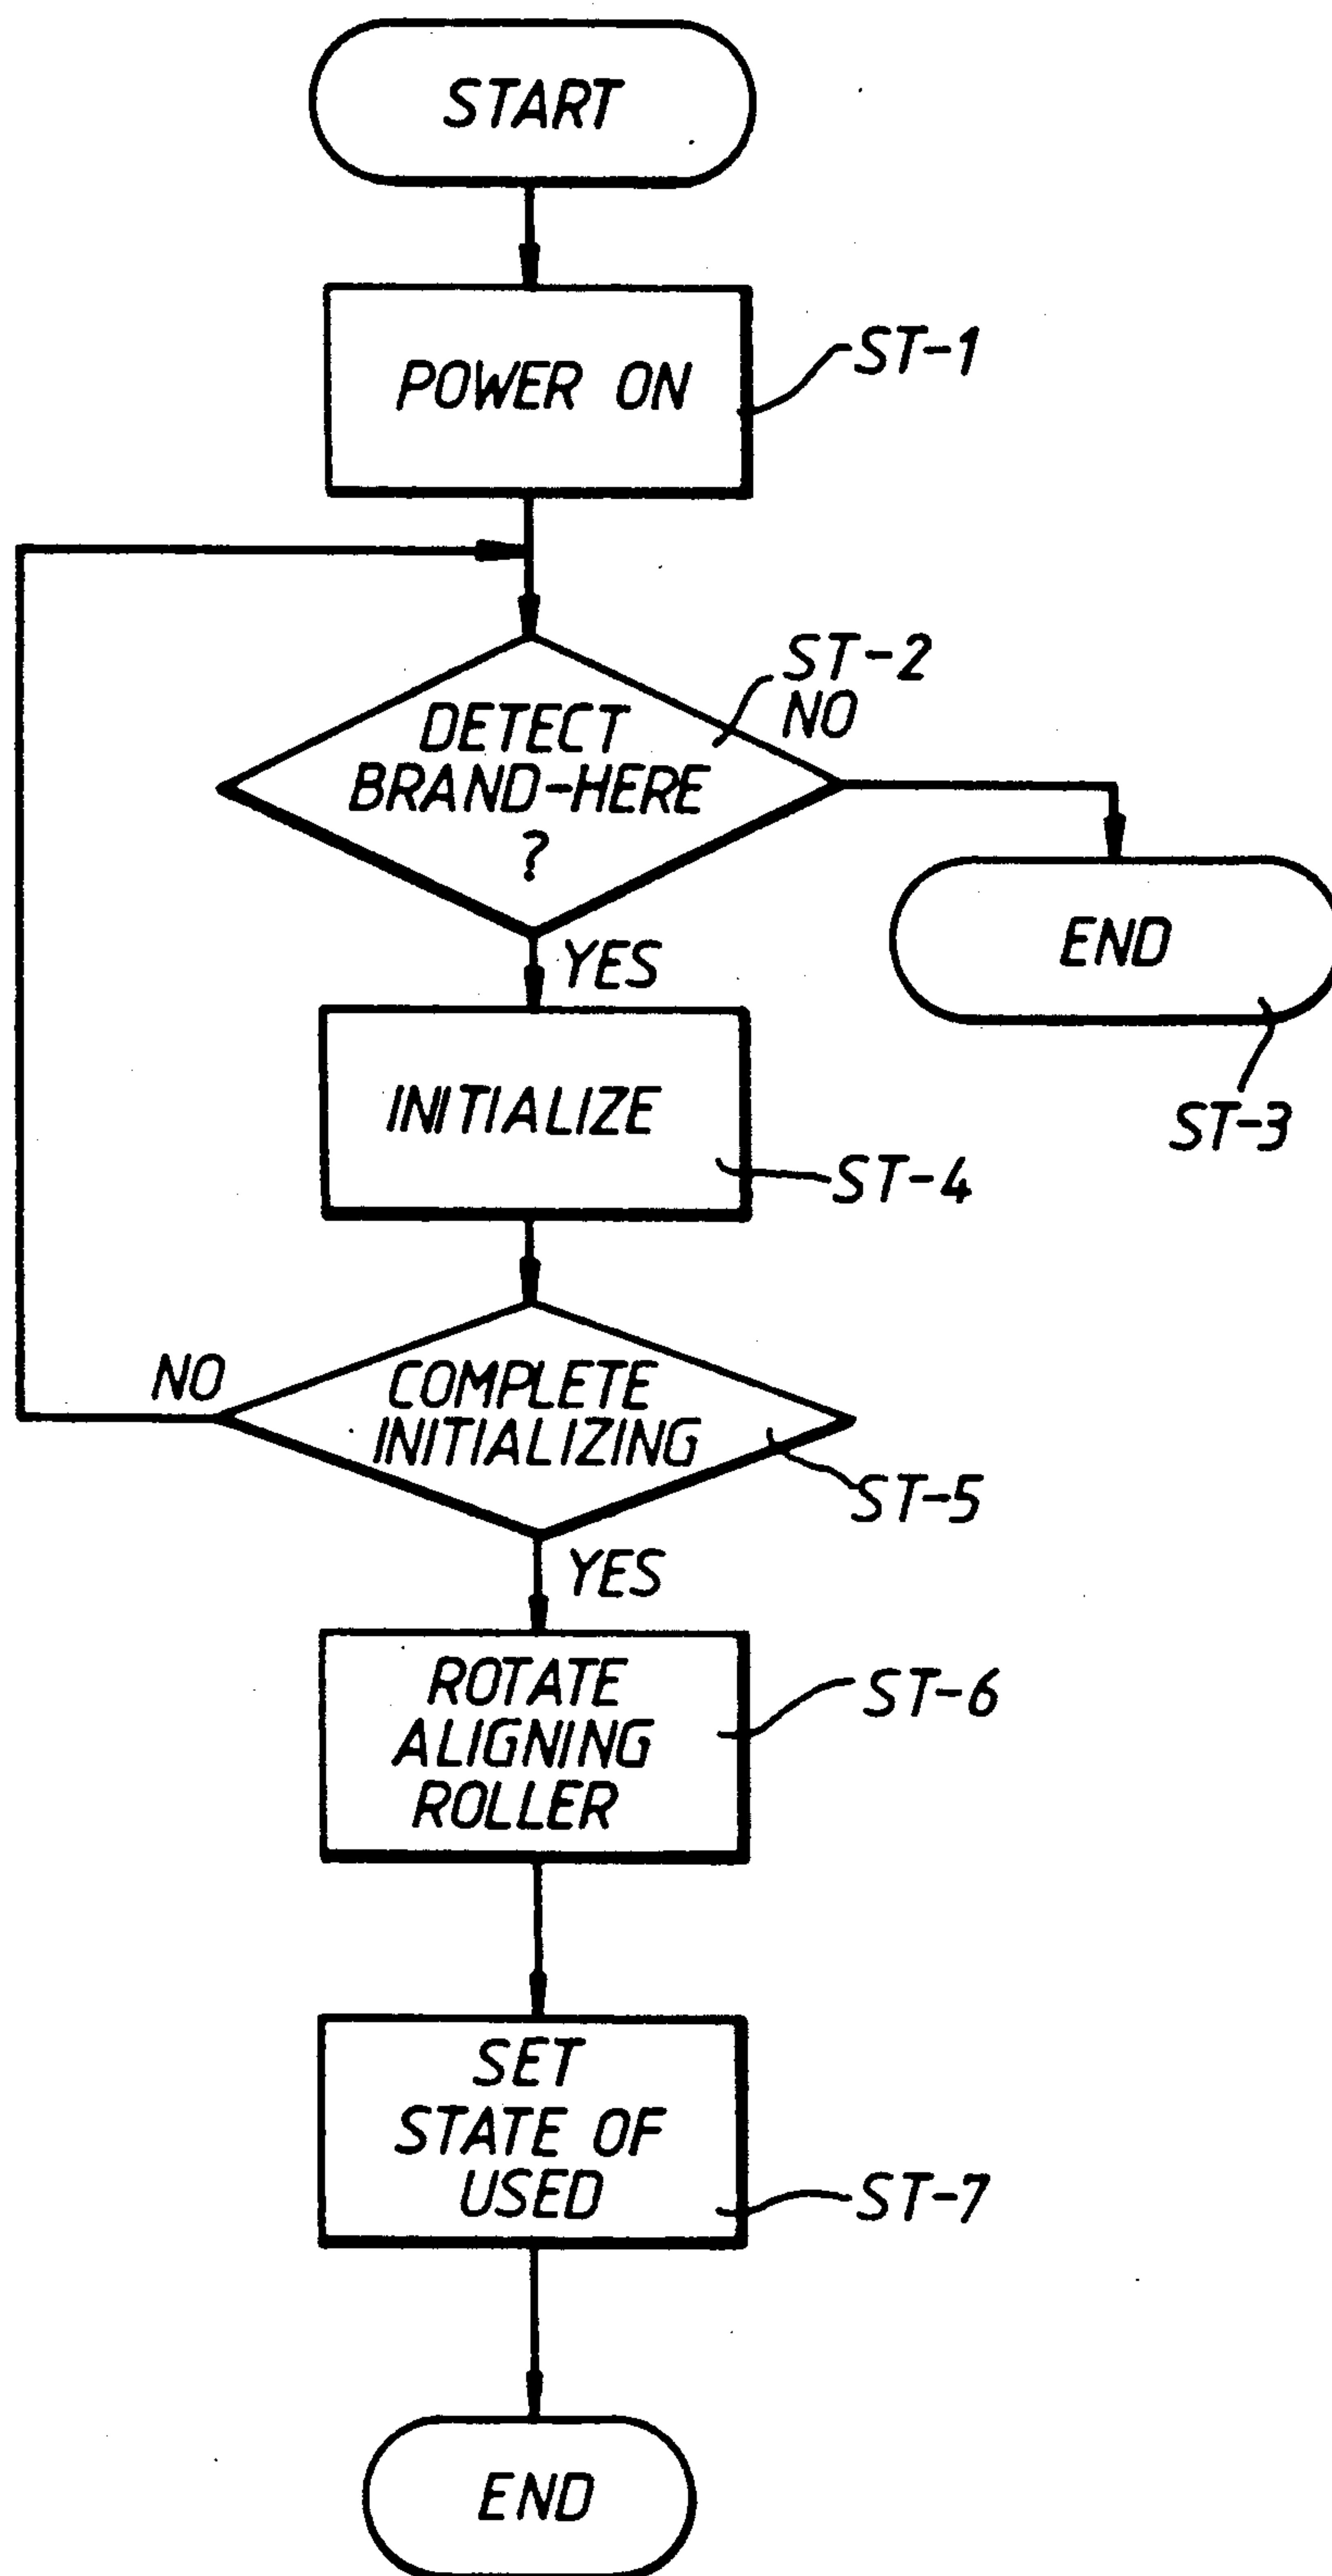 START
POWER ON
ST-1
ST-2
NO
DETECT
BRAND-HERE
?
YES
END
ST-3
INITIALIZE
ST-4
NO
COMPLETE
INITIALIZING
ST-5
YES
ROTATE
ALIGNING
ROLLER
ST-6
SET
STATE OF
USED
ST-7
END